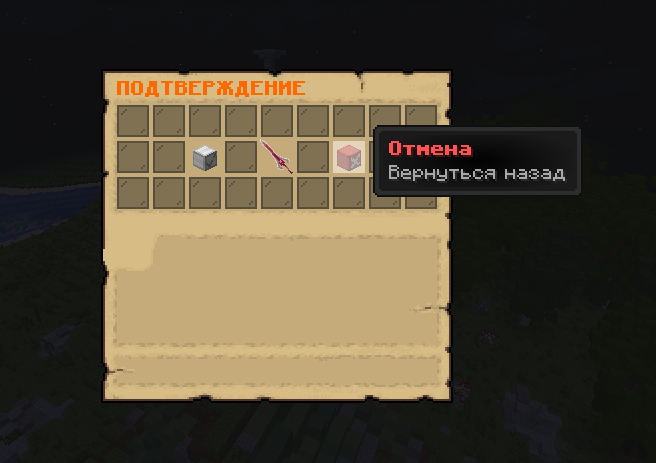 ПОДТВЕРЖДЕНИЕ
Отмена
Вернуться назад